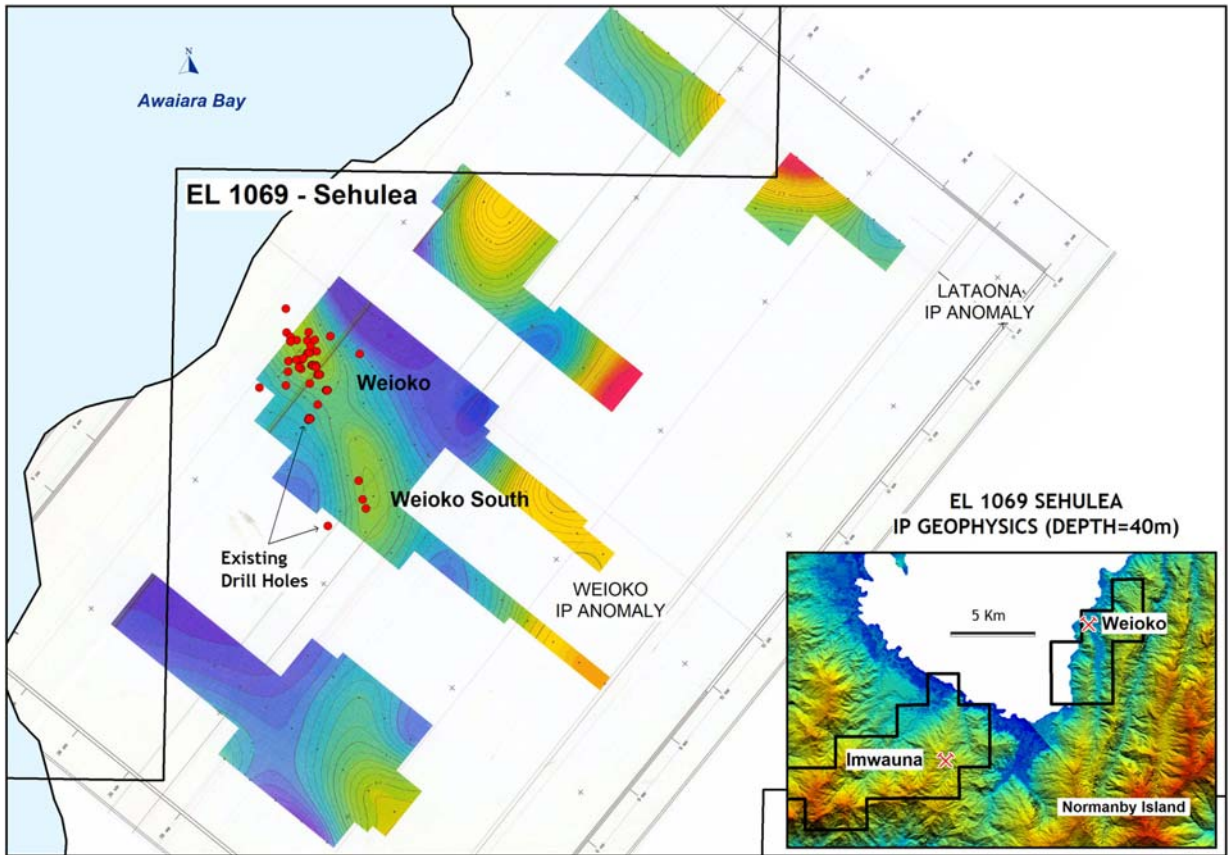 N
Awaiara Bay
EL 1069 - Sehulea
LATAONA
IP ANOMALY
Weioko
Weioko South
Existing
Drill Holes
WEIOKO
IP ANOMALY
EL 1069 SEHULEA
IP GEOPHYSICS (DEPTH=40m)
5 Km
Weioko
Imwauna
Normanby Island